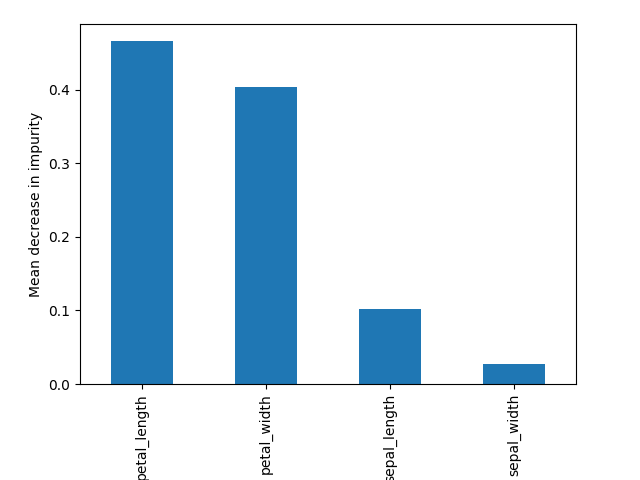 Mean decrease in impurity
0.4
0.3
0.2
0.1
0.0
petal_length
petal_width
sepal_length
sepal_width